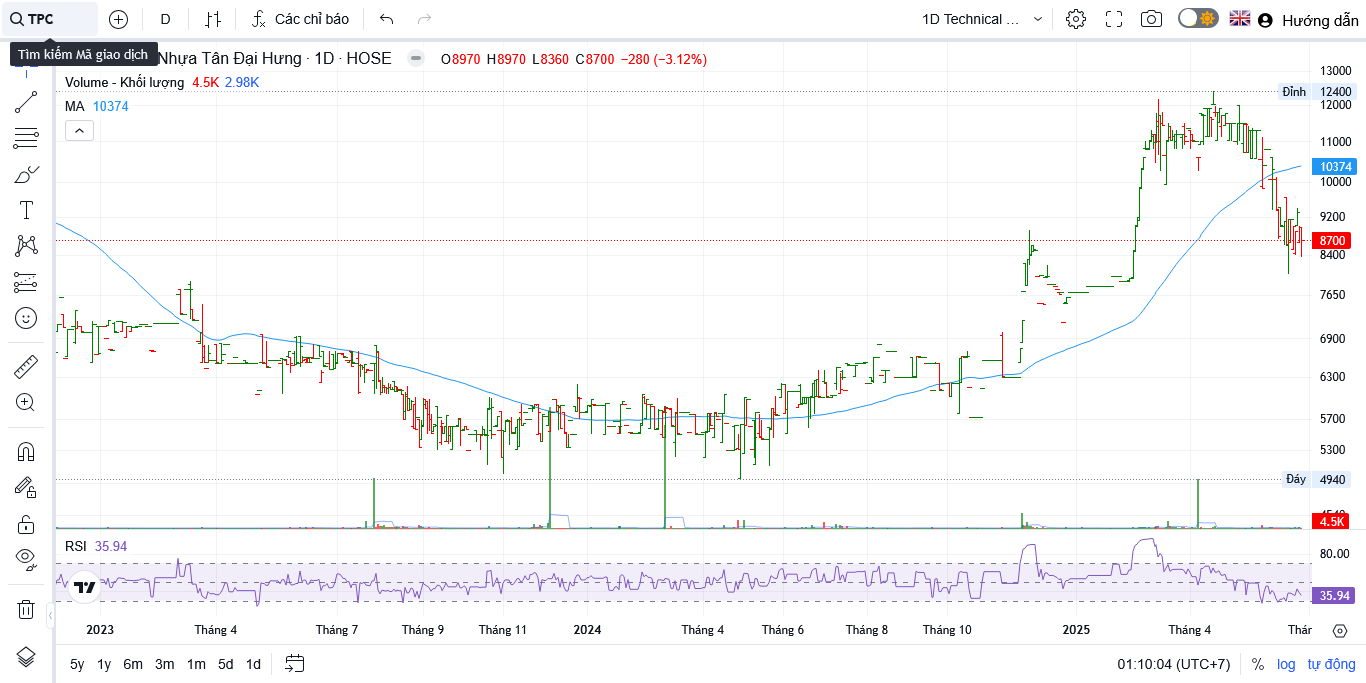 TPC D Các chỉ báo 1D Technical ... Hướng dẫn
Tìm kiếm Mã giao dịch
Nhựa Tân Đại Hưng · 1D · HOSE O8970 H8970 L8360 C8700 −280 (−3.12%)
Volume - Khối lượng 4.5K 2.98K
MA 10374
13000
Đỉnh 12400
12000
11000
10374
10000
9200
8700
8400
7650
6900
6300
5700
5300
Đáy 4940
4.5K
RSI 35.94
80.00
35.94
2023 Tháng 4 Tháng 7 Tháng 9 Tháng 11 2024 Tháng 4 Tháng 6 Tháng 8 Tháng 10 2025 Tháng 4 Thár
5y 1y 6m 3m 1m 5d 1d 01:10:04 (UTC+7) % log tự động